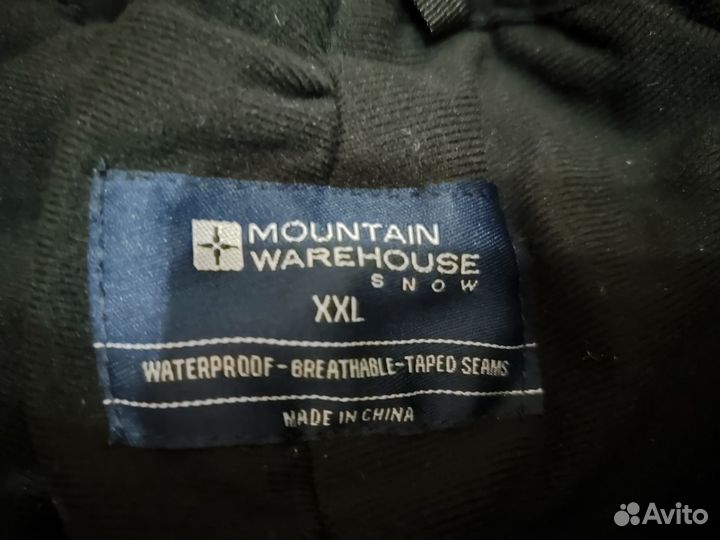 MOUNTAIN
WAREHOUSE
SNOW
XXL
WATERPROOF-BREATHABLE-TAPED SEAMS
MADE IN CHINA
Avito